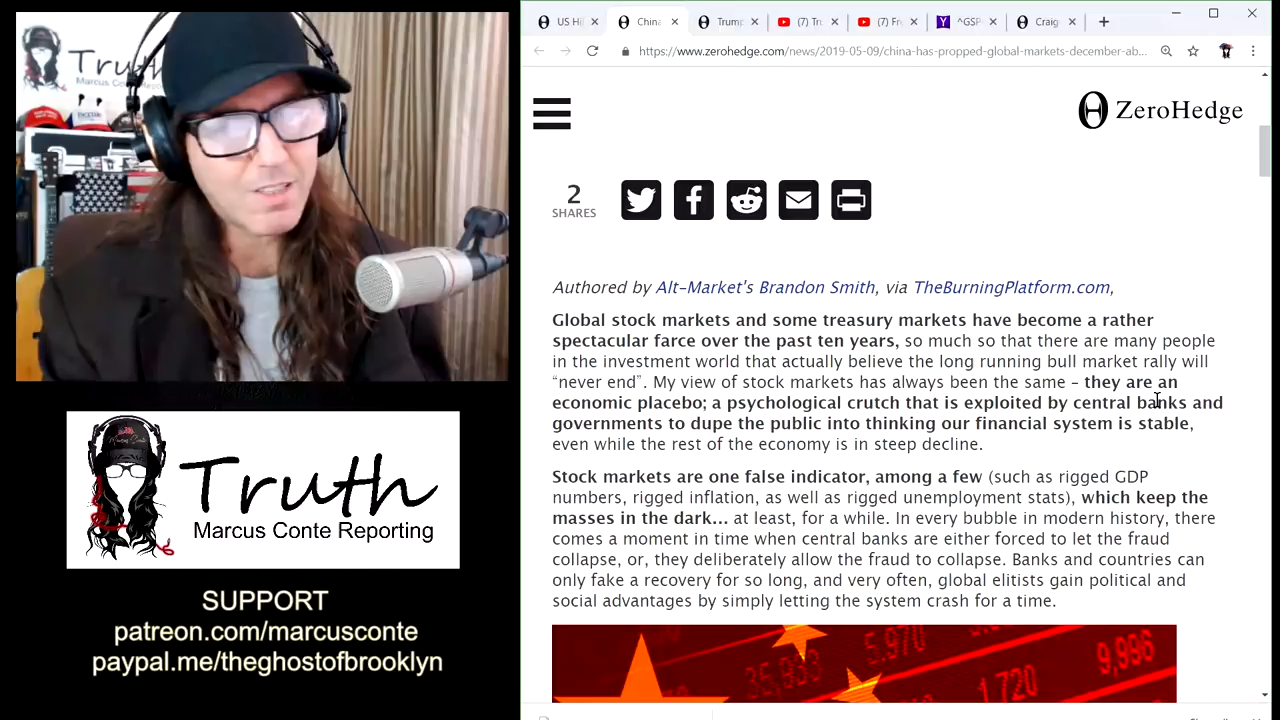 Truth
Marcus Conte Reporting
SUPPORT
patreon.com/marcusconte
paypal.me/theghostofbrooklyn
US Hi
China
Trump
(7) Tr
(7) Fr
^GSP
Craig
https://www.zerohedge.com/news/2019-05-09/china-has-propped-global-markets-december-ab...
ZeroHedge
2
SHARES
Authored by Alt-Market's Brandon Smith, via TheBurningPlatform.com,
Global stock markets and some treasury markets have become a rather
spectacular farce over the past ten years, so much so that there are many people
in the investment world that actually believe the long running bull market rally will
“never end”. My view of stock markets has always been the same – they are an
economic placebo; a psychological crutch that is exploited by central banks and
governments to dupe the public into thinking our financial system is stable,
even while the rest of the economy is in steep decline.
Stock markets are one false indicator, among a few (such as rigged GDP
numbers, rigged inflation, as well as rigged unemployment stats), which keep the
masses in the dark... at least, for a while. In every bubble in modern history, there
comes a moment in time when central banks are either forced to let the fraud
collapse, or, they deliberately allow the fraud to collapse. Banks and countries can
only fake a recovery for so long, and very often, global elitists gain political and
social advantages by simply letting the system crash for a time.
35,953
5,970
1,720
9,996